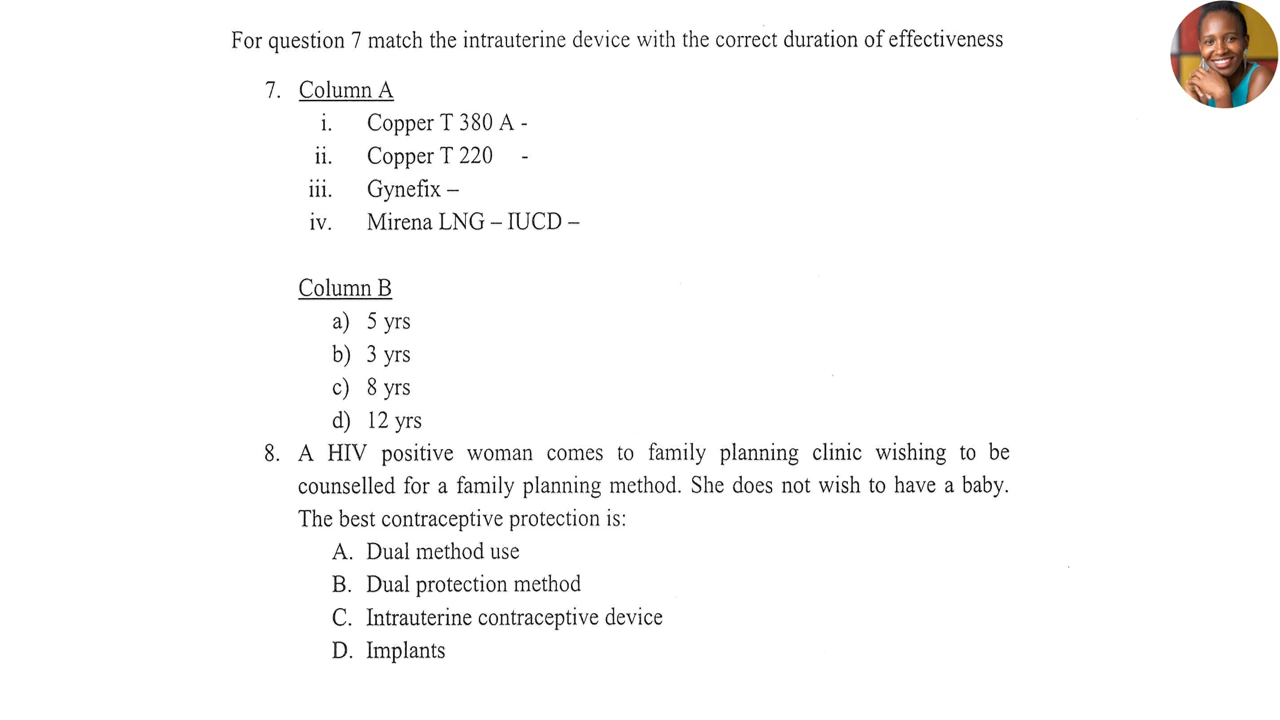 For question 7 match the intrauterine device with the correct duration of effectiveness
7. Column A
i. Copper T 380 A -
ii. Copper T 220 -
iii. Gynefix –
iv. Mirena LNG – IUCD –
Column B
a) 5 yrs
b) 3 yrs
c) 8 yrs
d) 12 yrs
8. A HIV positive woman comes to family planning clinic wishing to be
counselled for a family planning method. She does not wish to have a baby.
The best contraceptive protection is:
A. Dual method use
B. Dual protection method
C. Intrauterine contraceptive device
D. Implants